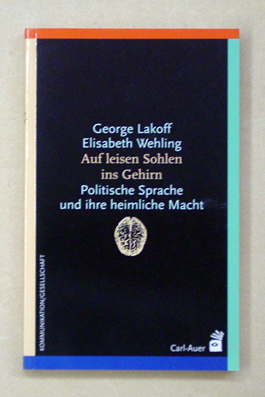 George Lakoff
Elisabeth Wehling
Auf leisen Sohlen
ins Gehirn
Politische Sprache
und ihre heimliche Macht
KOMMUNIKATION/GESELLSCHAFT
Carl-Auer